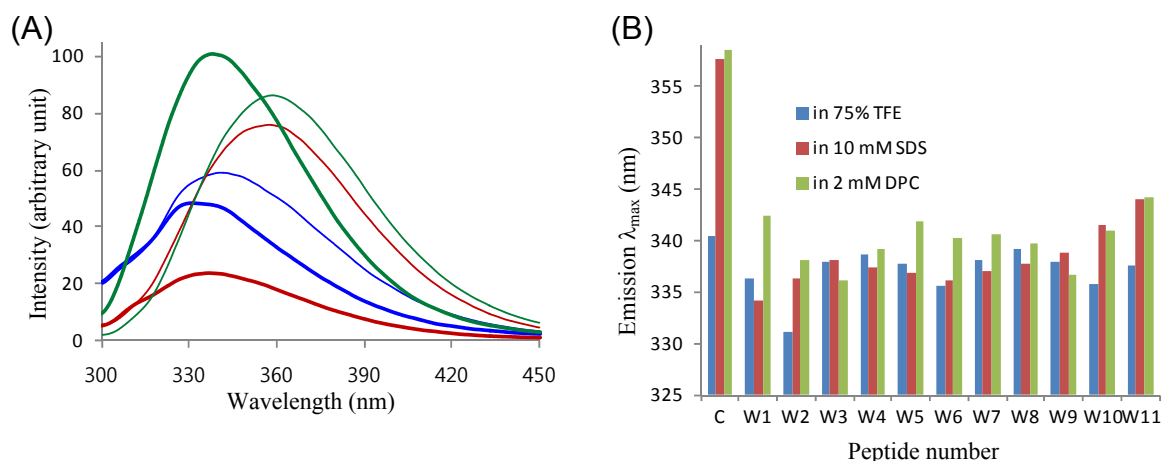 (A)
Intensity (arbitrary unit)
100
80
60
40
20
0
300 330 360 390 420 450
Wavelength (nm)
(B)
Emission λmax (nm)
355
350
345
340
335
330
325
in 75% TFE
in 10 mM SDS
in 2 mM DPC
C W1 W2 W3 W4 W5 W6 W7 W8 W9 W10 W11
Peptide number